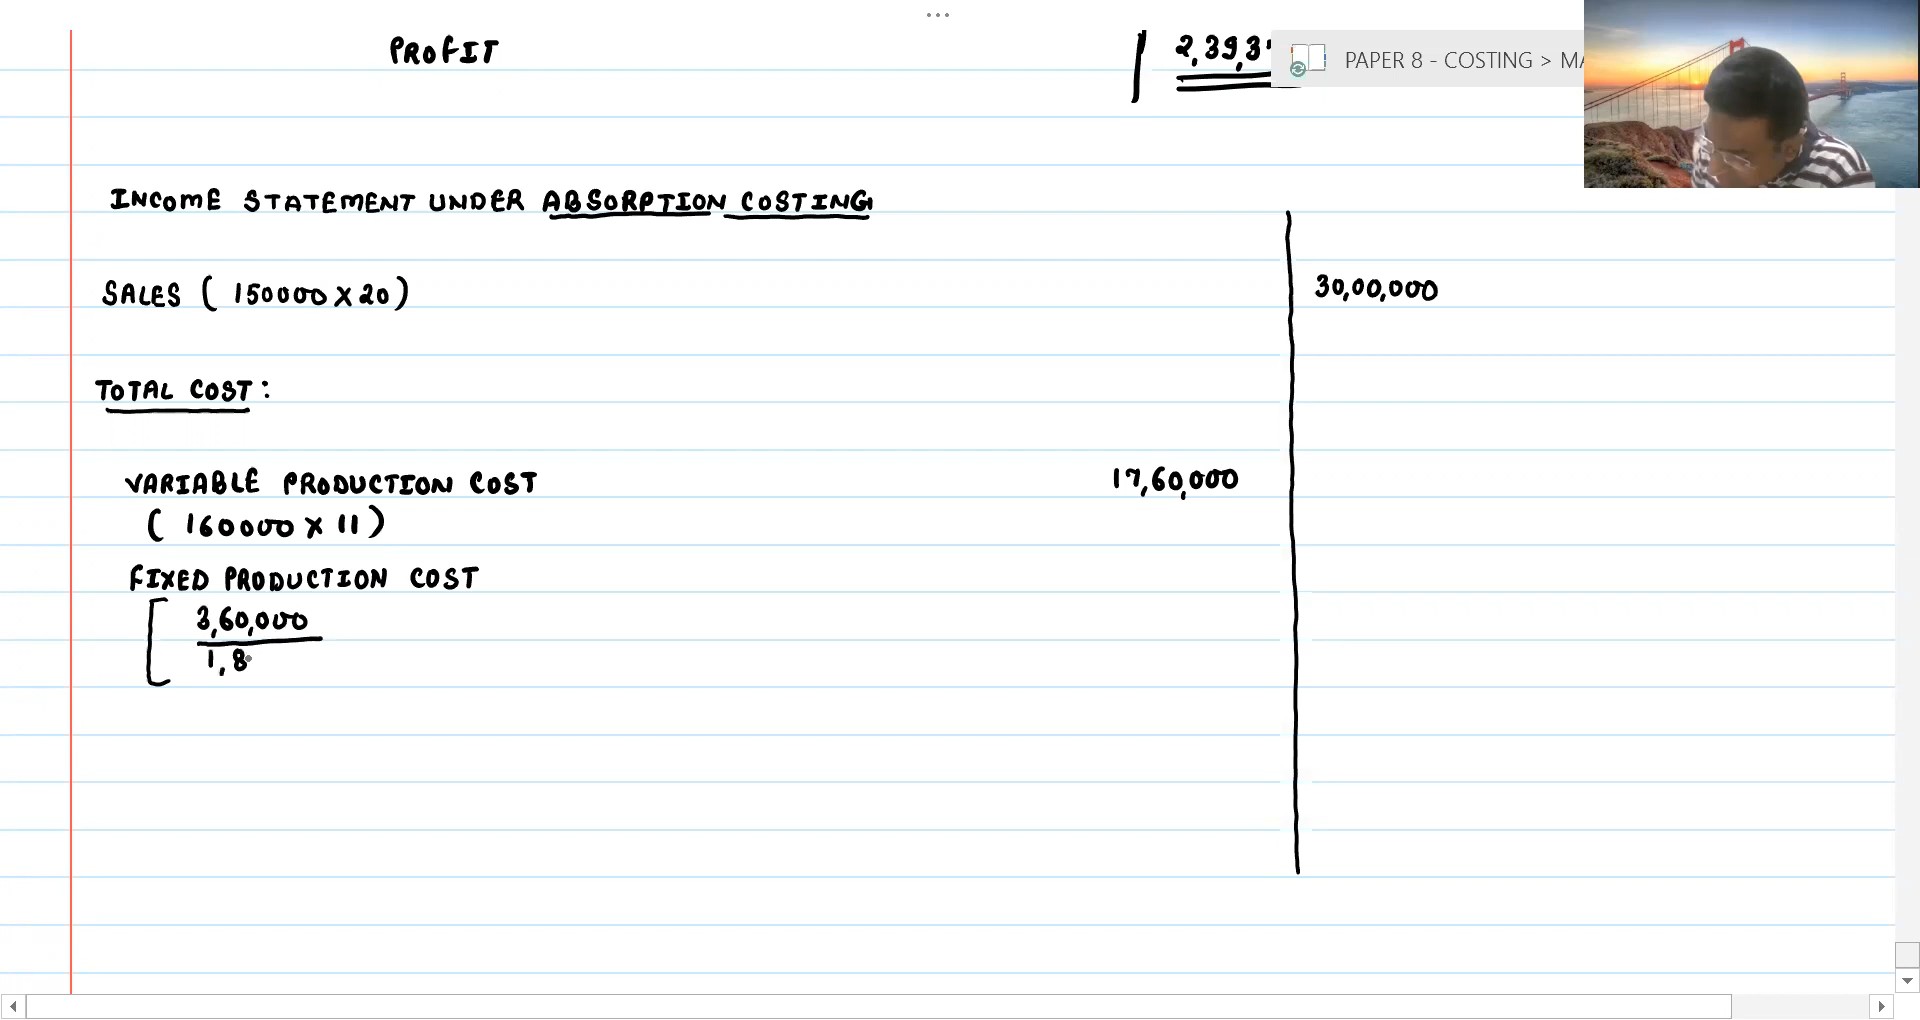 PROFIT 2,39,3
PAPER 8 - COSTING > MA
INCOME STATEMENT UNDER ABSORPTION COSTING
SALES ( 150000 X 20 ) 30,00,000
TOTAL COST :
VARIABLE PRODUCTION COST 17,60,000
( 160000 X 11 )
FIXED PRODUCTION COST
[ 3,60,000
1,8